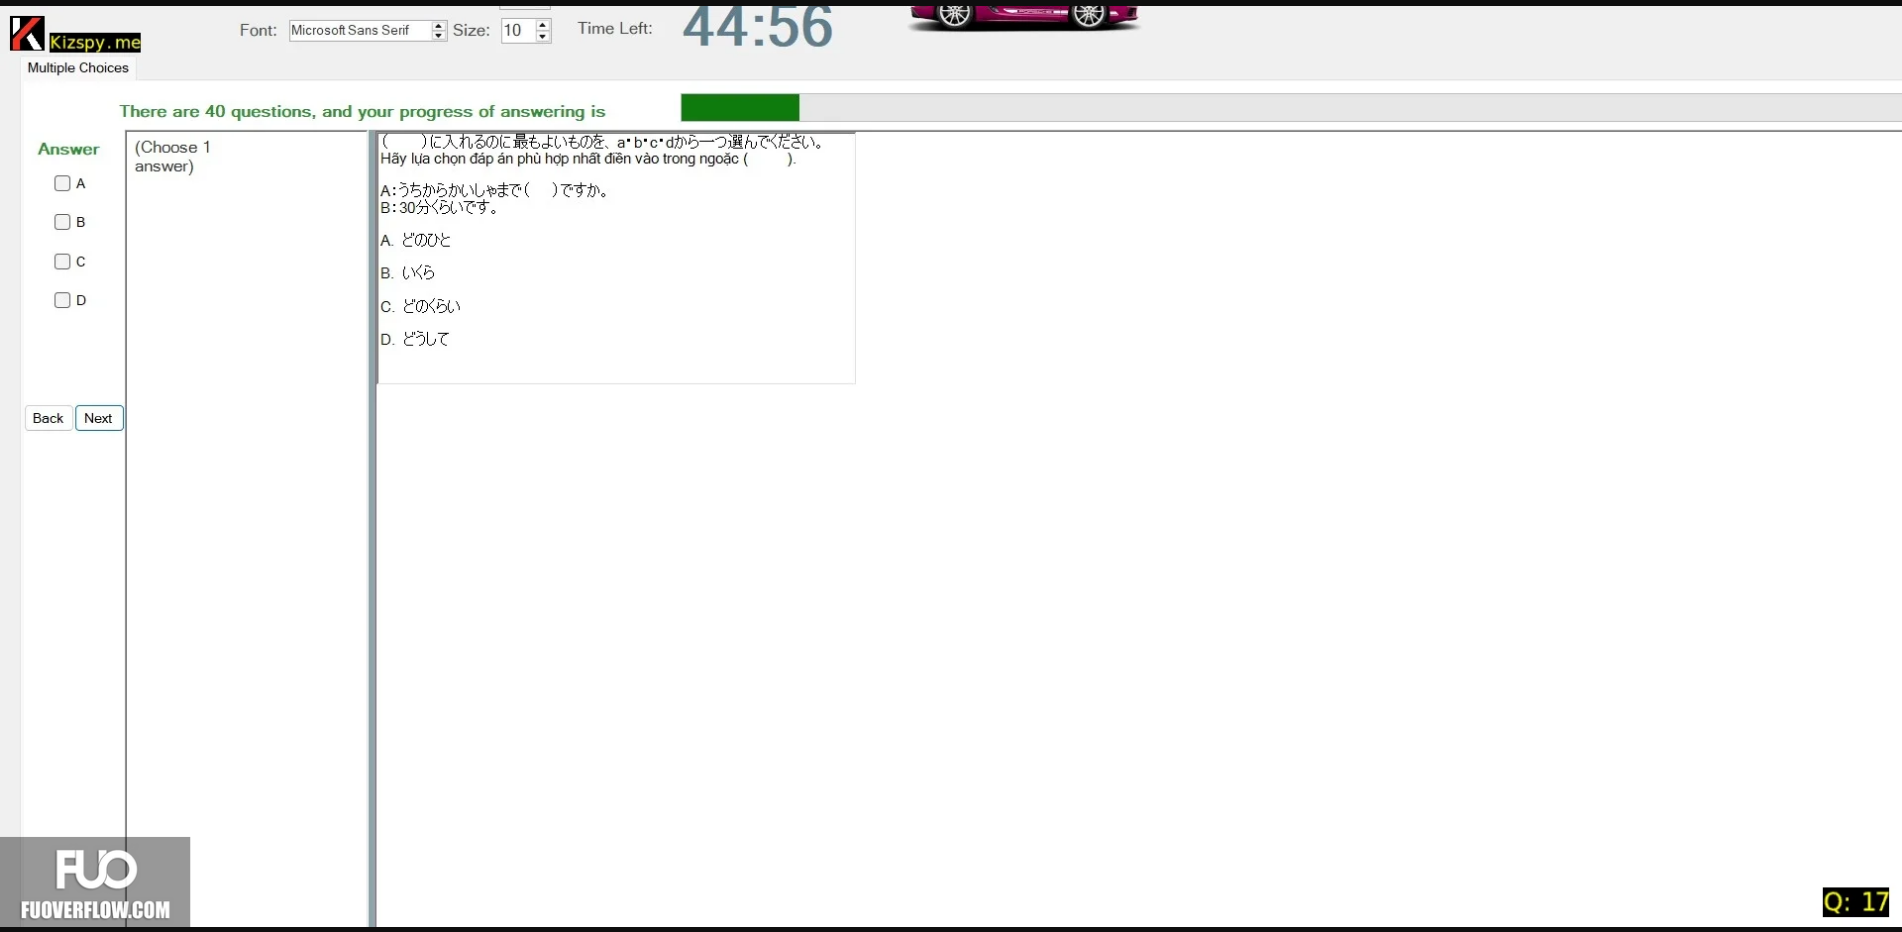 Kizspy.me
Font: Microsoft Sans Serif Size: 10 Time Left: 44:56
Multiple Choices
There are 40 questions, and your progress of answering is
Answer
A
B
C
D
Back Next
(Choose 1
answer)
(　　)に入れるのに最もよいものを、a・b・c・dから一つ選んでください。
Hãy lựa chọn đáp án phù hợp nhất điền vào trong ngoặc (　　).
A:うちからかいしゃまで(　)ですか。
B:30分くらいです。
A. どのひと
B. いくら
C. どのくらい
D. どうして
FUO
FUOVERFLOW.COM
Q: 17